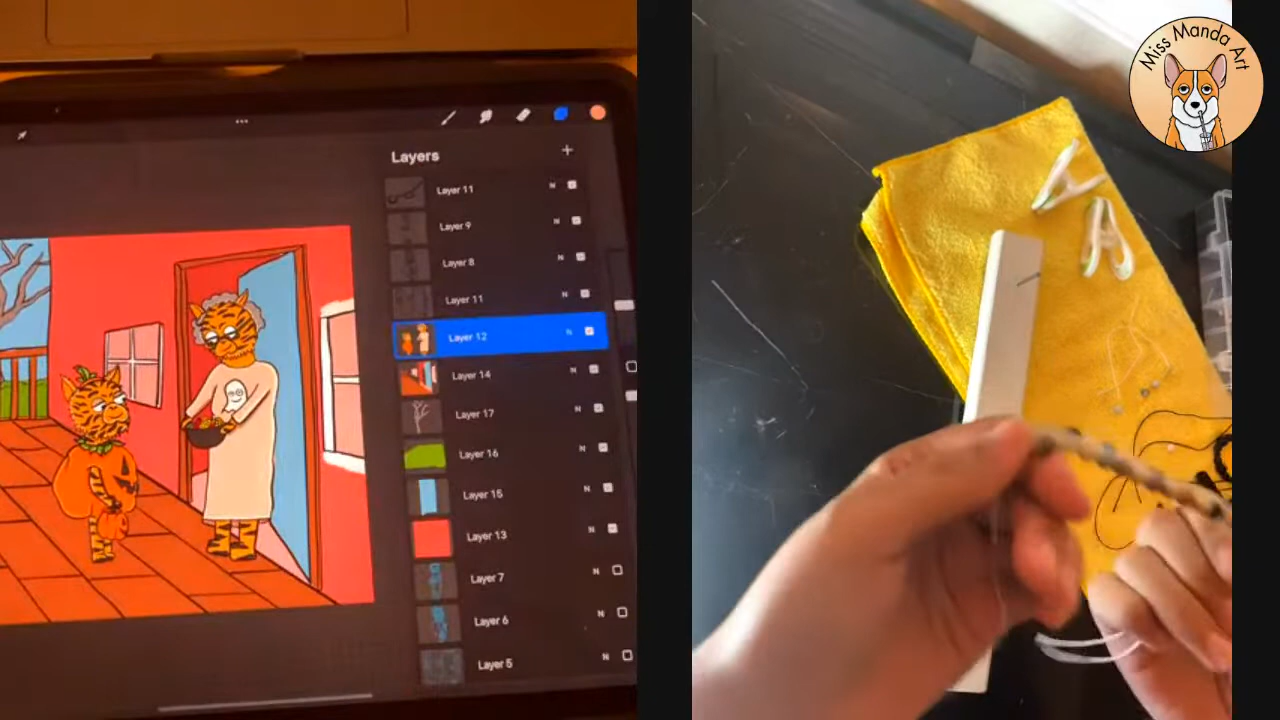 Layers
Layer 11
N
Layer 9
N
Layer 8
N
Layer 11
N
Layer 12
N
Layer 14
N
Layer 17
N
Layer 16
N
Layer 15
N
Layer 13
N
Layer 7
N
Layer 6
N
Layer 5
N
Miss Manda Art